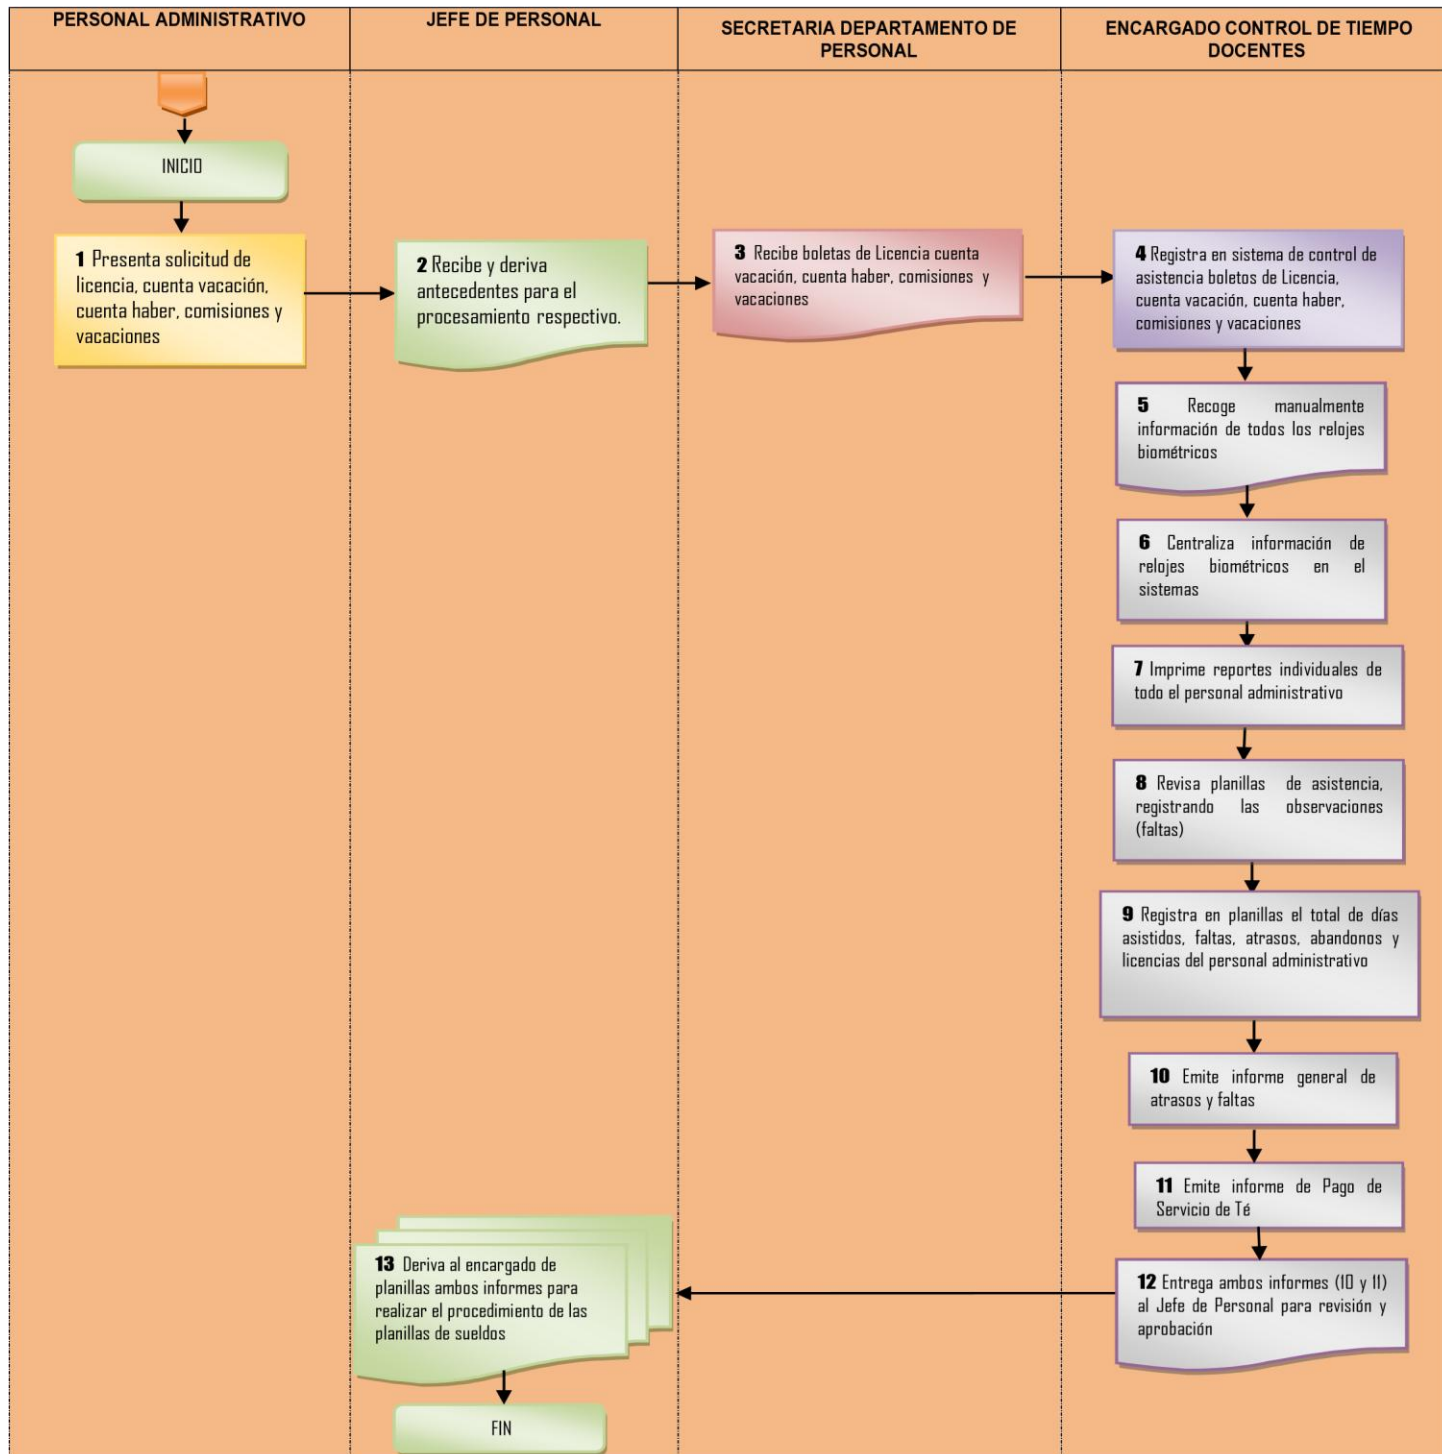 PERSONAL ADMINISTRATIVO
JEFE DE PERSONAL
SECRETARIA DEPARTAMENTO DE
PERSONAL
ENCARGADO CONTROL DE TIEMPO
DOCENTES
INICIO
1 Presenta solicitud de
licencia, cuenta vacación,
cuenta haber, comisiones y
vacaciones
2 Recibe y deriva
antecedentes para el
procesamiento respectivo.
3 Recibe boletas de Licencia cuenta
vacación, cuenta haber, comisiones y
vacaciones
4 Registra en sistema de control de
asistencia boletos de Licencia,
cuenta vacación, cuenta haber,
comisiones y vacaciones
5 Recoge manualmente
información de todos los relojes
biométricos
6 Centraliza información de
relojes biométricos en el
sistemas
7 Imprime reportes individuales de
todo el personal administrativo
8 Revisa planillas de asistencia,
registrando las observaciones
(faltas)
9 Registra en planillas el total de días
asistidos, faltas, atrasos, abandonos y
licencias del personal administrativo
10 Emite informe general de
atrasos y faltas
11 Emite informe de Pago de
Servicio de Té
12 Entrega ambos informes (10 y 11)
al Jefe de Personal para revisión y
aprobación
13 Deriva al encargado de
planillas ambos informes para
realizar el procedimiento de las
planillas de sueldos
FIN